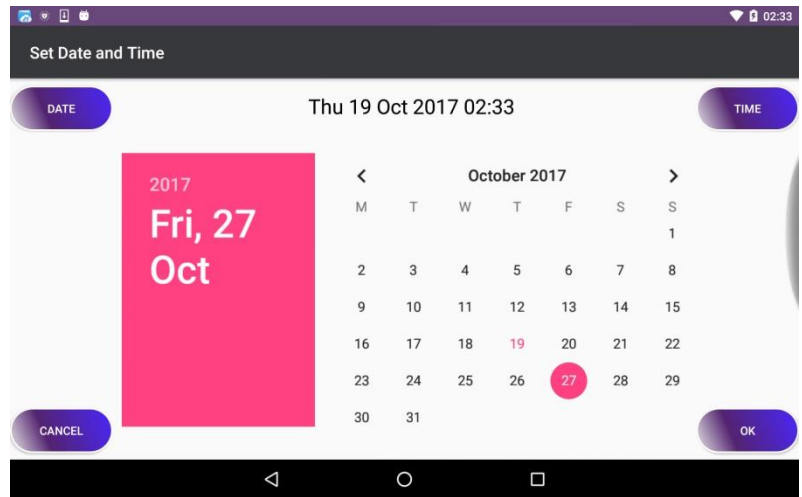 02:33
Set Date and Time
DATE
Thu 19 Oct 2017 02:33
TIME
2017
Fri, 27
Oct
October 2017
M T W T F S S
1
2 3 4 5 6 7 8
9 10 11 12 13 14 15
16 17 18 19 20 21 22
23 24 25 26 27 28 29
30 31
CANCEL
OK